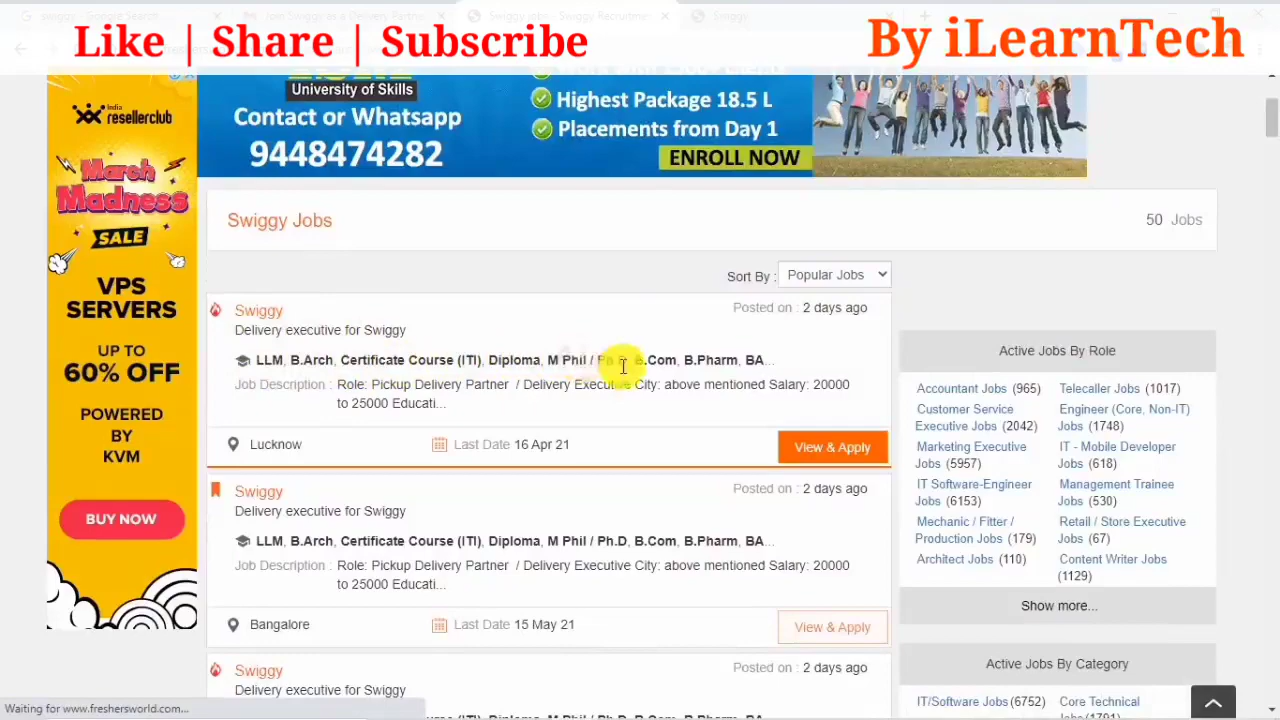 Like | Share | Subscribe
By iLearnTech
University of Skills
Contact or Whatsapp
9448474282
Highest Package 18.5 L
Placements from Day 1
ENROLL NOW
India
resellerclub
March
Madness
SALE
VPS
SERVERS
UP TO
60% OFF
POWERED
BY
KVM
BUY NOW
Swiggy Jobs
50 Jobs
Sort By : Popular Jobs
Swiggy
Posted on : 2 days ago
Delivery executive for Swiggy
LLM, B.Arch, Certificate Course (ITI), Diploma, M Phil / Ph.D, B.Com, B.Pharm, BA...
Job Description : Role: Pickup Delivery Partner / Delivery Executive City: above mentioned Salary: 20000
to 25000 Educati...
Lucknow
Last Date 16 Apr 21
View & Apply
Swiggy
Posted on : 2 days ago
Delivery executive for Swiggy
LLM, B.Arch, Certificate Course (ITI), Diploma, M Phil / Ph.D, B.Com, B.Pharm, BA...
Job Description : Role: Pickup Delivery Partner / Delivery Executive City: above mentioned Salary: 20000
to 25000 Educati...
Bangalore
Last Date 15 May 21
View & Apply
Swiggy
Posted on : 2 days ago
Delivery executive for Swiggy
Active Jobs By Role
Accountant Jobs (965)
Customer Service
Executive Jobs (2042)
Marketing Executive
Jobs (5957)
IT Software-Engineer
Jobs (6153)
Mechanic / Fitter /
Production Jobs (179)
Architect Jobs (110)
Telecaller Jobs (1017)
Engineer (Core, Non-IT)
Jobs (1748)
IT - Mobile Developer
Jobs (618)
Management Trainee
Jobs (530)
Retail / Store Executive
Jobs (67)
Content Writer Jobs
(1129)
Show more...
Active Jobs By Category
IT/Software Jobs (6752)
Core Technical
Waiting for www.freshersworld.com...